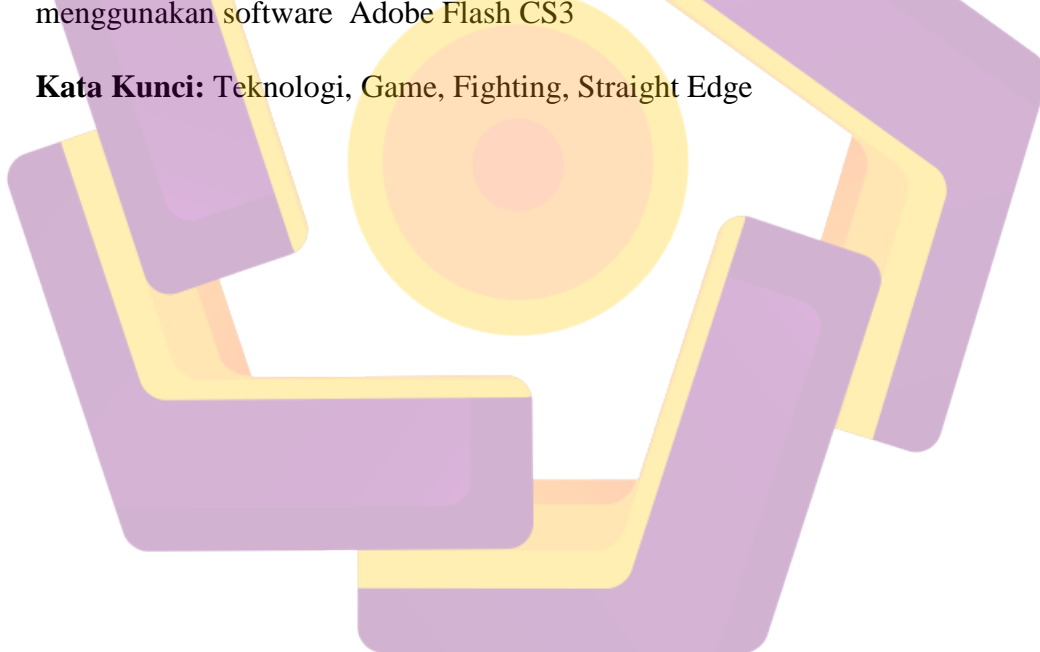 menggunakan software  Adobe Flash CS3
Kata Kunci: Teknologi, Game, Fighting, Straight Edge